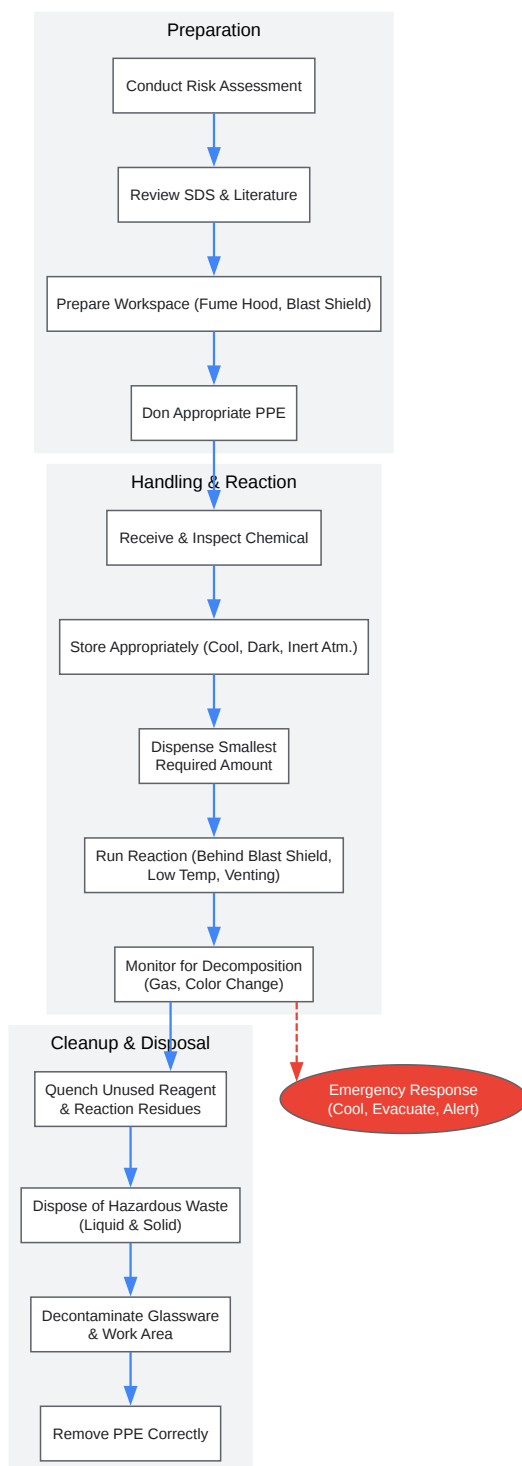 Preparation
Conduct Risk Assessment
Review SDS & Literature
Prepare Workspace (Fume Hood, Blast Shield)
Don Appropriate PPE
Handling & Reaction
Receive & Inspect Chemical
Store Appropriately (Cool, Dark, Inert Atm.)
Dispense Smallest
Required Amount
Run Reaction (Behind Blast Shield,
Low Temp, Venting)
Monitor for Decomposition
(Gas, Color Change)
Cleanup & Disposal
Quench Unused Reagent
& Reaction Residues
Emergency Response
(Cool, Evacuate, Alert)
Dispose of Hazardous Waste
(Liquid & Solid)
Decontaminate Glassware
& Work Area
Remove PPE Correctly